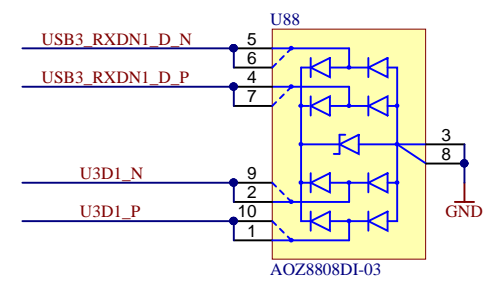 U88
USB3_RXDN1_D_N 5
6
USB3_RXDN1_D_P 4
7
3
8
U3D1_N 9
2
GND
U3D1_P 10
1
AOZ8808DI-03